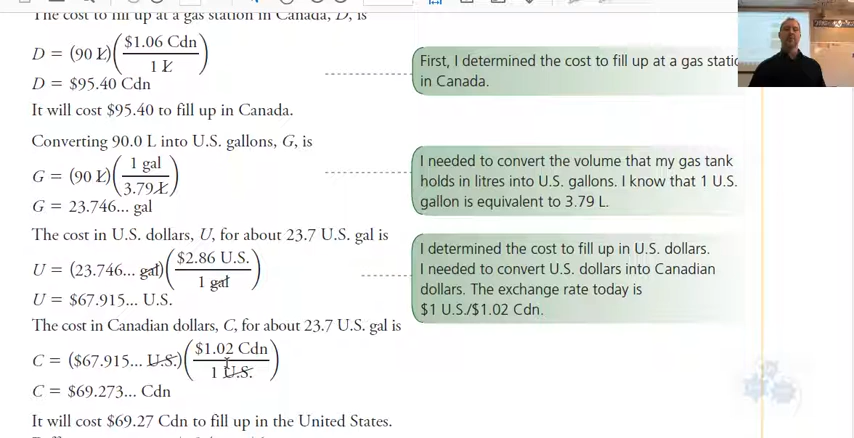 The cost to fill up at a gas station in Canada, D, is
D = (90 L)($1.06 Cdn / 1 L)
D = $95.40 Cdn
It will cost $95.40 to fill up in Canada.
Converting 90.0 L into U.S. gallons, G, is
G = (90 L)(1 gal / 3.79 L)
G = 23.746... gal
The cost in U.S. dollars, U, for about 23.7 U.S. gal is
U = (23.746... gal)($2.86 U.S. / 1 gal)
U = $67.915... U.S.
The cost in Canadian dollars, C, for about 23.7 U.S. gal is
C = ($67.915... U.S.)($1.02 Cdn / 1 U.S.)
C = $69.273... Cdn
It will cost $69.27 Cdn to fill up in the United States.
First, I determined the cost to fill up at a gas static
in Canada.
I needed to convert the volume that my gas tank
holds in litres into U.S. gallons. I know that 1 U.S.
gallon is equivalent to 3.79 L.
I determined the cost to fill up in U.S. dollars.
I needed to convert U.S. dollars into Canadian
dollars. The exchange rate today is
$1 U.S./$1.02 Cdn.